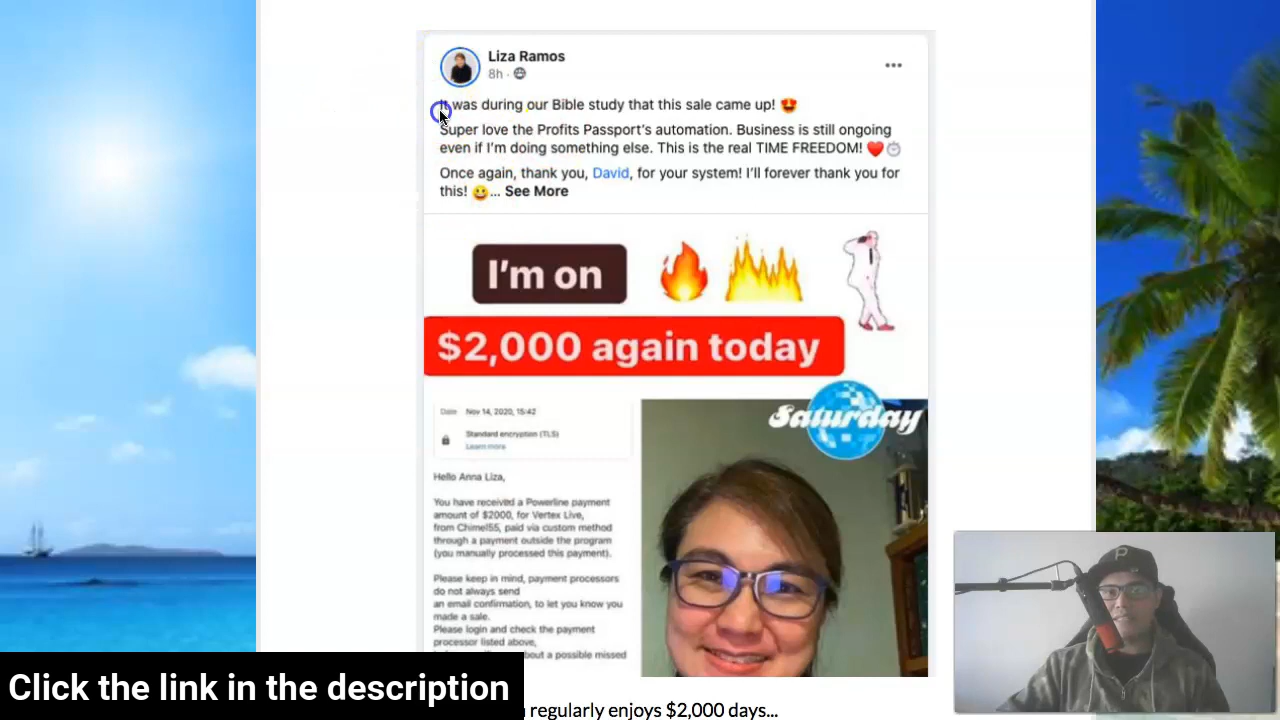 Liza Ramos
8h
It was during our Bible study that this sale came up!
Super love the Profits Passport's automation. Business is still ongoing
even if I'm doing something else. This is the real TIME FREEDOM!
Once again, thank you, David, for your system! I'll forever thank you for
this! ... See More
I'm on
$2,000 again today
Saturday
Date Nov 14, 2020, 15:42
Standard encryption (TLS)
Learn more
Hello Anna Liza,
You have received a Powerline payment
amount of $2000, for Vertex Live,
from Chimel55, paid via custom method
through a payment outside the program
(you manually processed this payment).
Please keep in mind, payment processors
do not always send
an email confirmation, to let you know you
made a sale.
Please login and check the payment
processor listed above,
bout a possible missed
Click the link in the description
regularly enjoys $2,000 days...